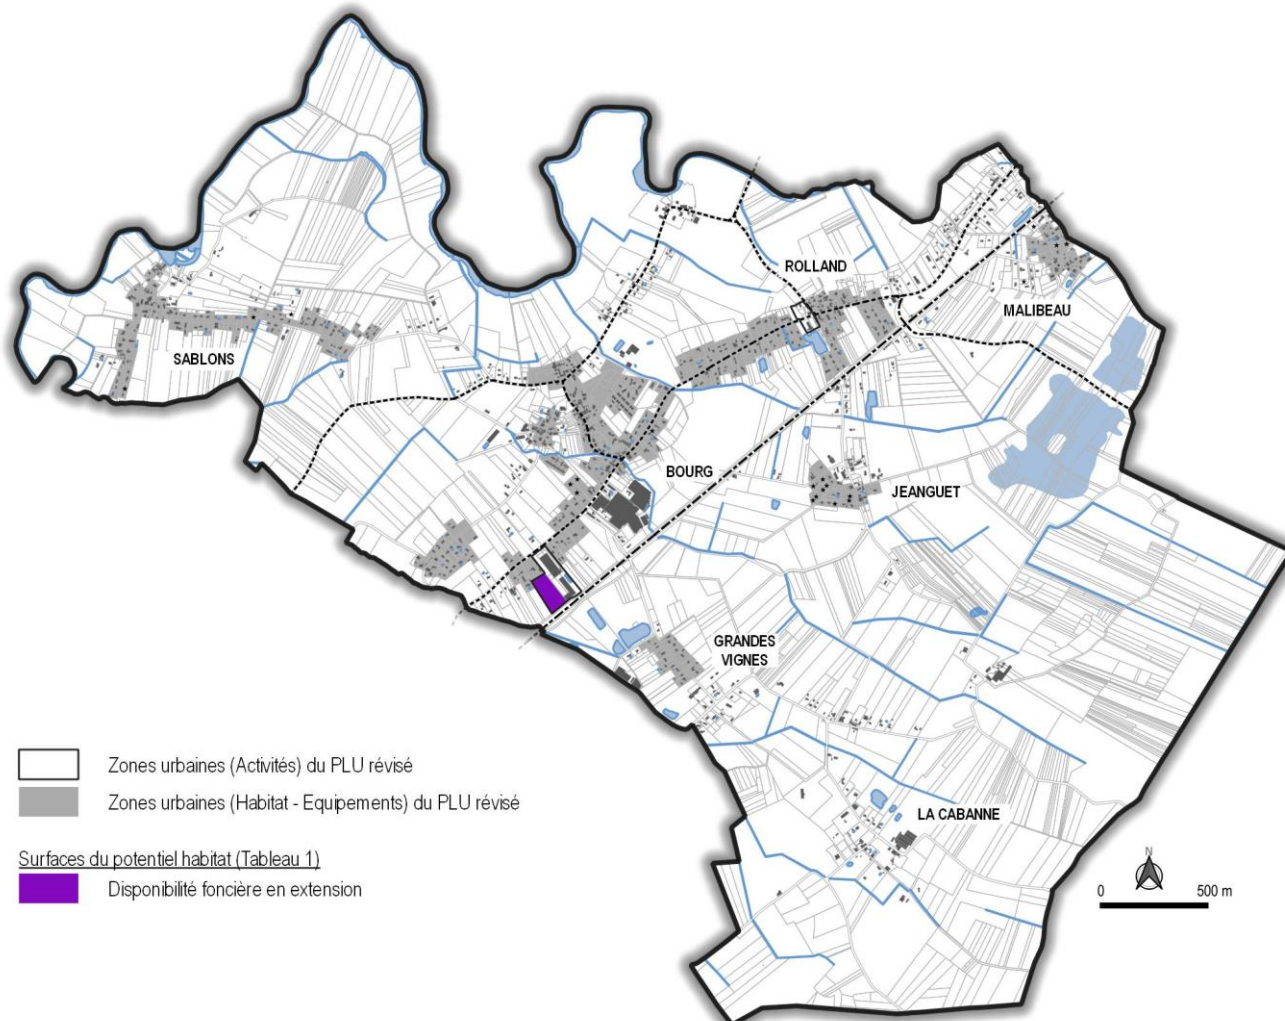 ROLLAND
MALIBEAU
SABLONS
BOURG
JEANGUET
GRANDES
VIGNES
LA CABANNE
Zones urbaines (Activités) du PLU révisé
Zones urbaines (Habitat - Equipements) du PLU révisé
Surfaces du potentiel habitat (Tableau 1)
Disponibilité foncière en extension
N
0 500 m